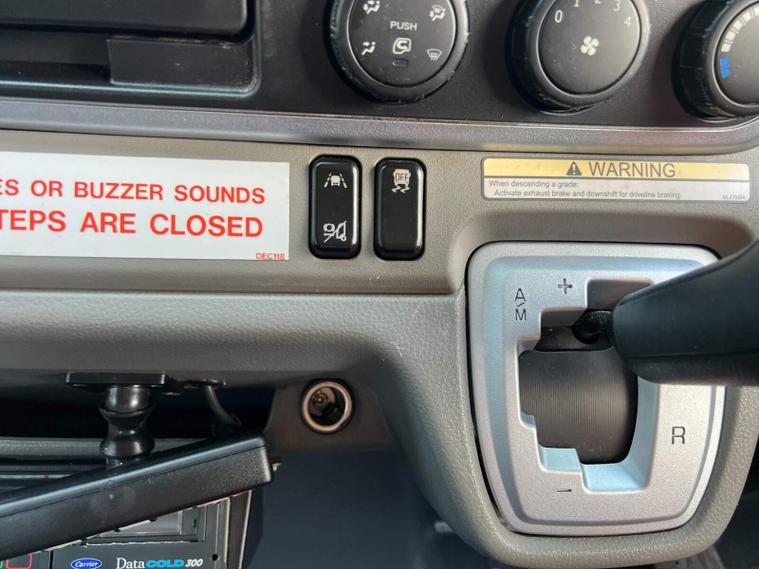 PUSH
0 1 2 3 4
ES OR BUZZER SOUNDS
TEPS ARE CLOSED
DEC118
OFF
WARNING
When descending a grade:
Activate exhaust brake and downshift for driveline braking.
A
M
+
R
-
Carrier
DataCOLD 300